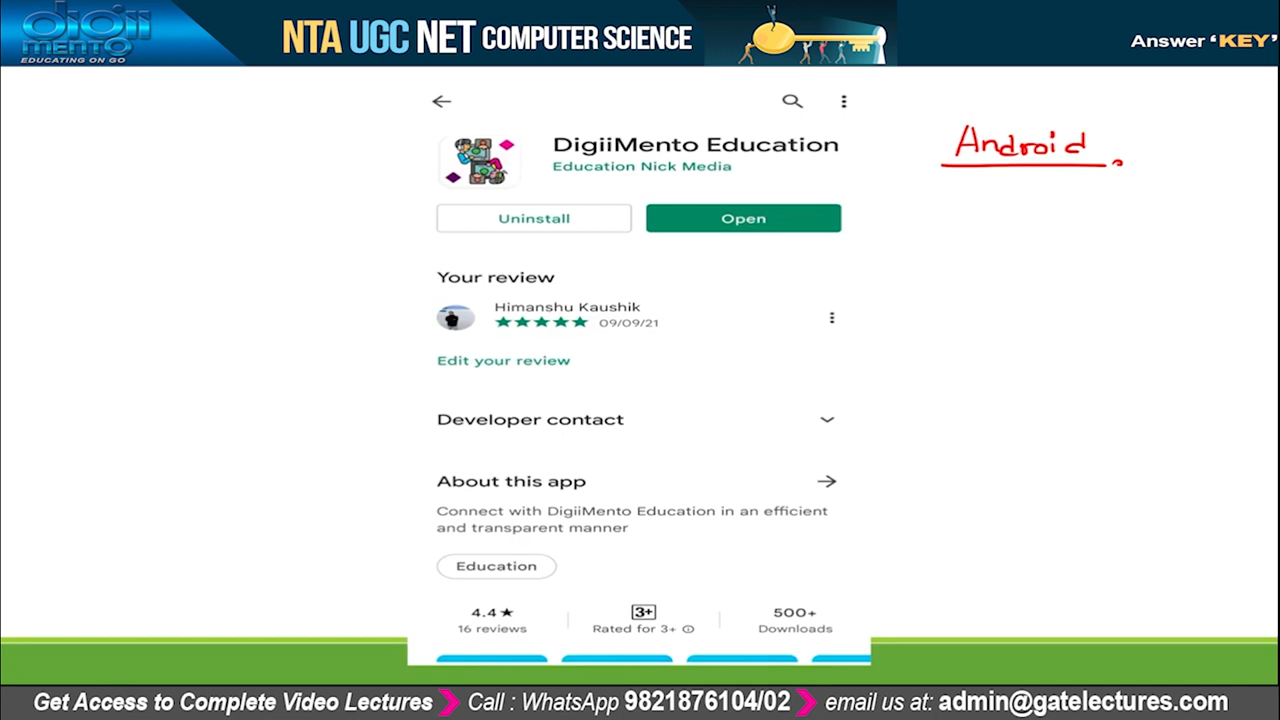 digii
MENTO
EDUCATING ON GO
NTA UGC NET COMPUTER SCIENCE
Answer ‘KEY’
DigiiMento Education
Education Nick Media
Android
Uninstall
Open
Your review
Himanshu Kaushik
★★★★★ 09/09/21
Edit your review
Developer contact
About this app
Connect with DigiiMento Education in an efficient
and transparent manner
Education
4.4★
16 reviews
3+
Rated for 3+
500+
Downloads
Get Access to Complete Video Lectures
Call : WhatsApp 9821876104/02
email us at: admin@gatelectures.com